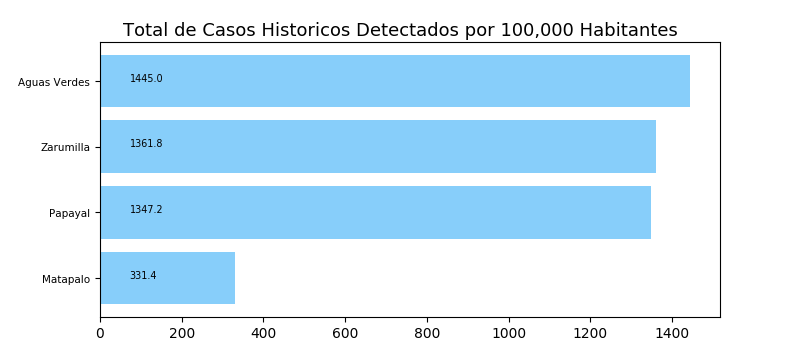 Total de Casos Historicos Detectados por 100,000 Habitantes
Aguas Verdes 1445.0
Zarumilla 1361.8
Papayal 1347.2
Matapalo 331.4
0 200 400 600 800 1000 1200 1400